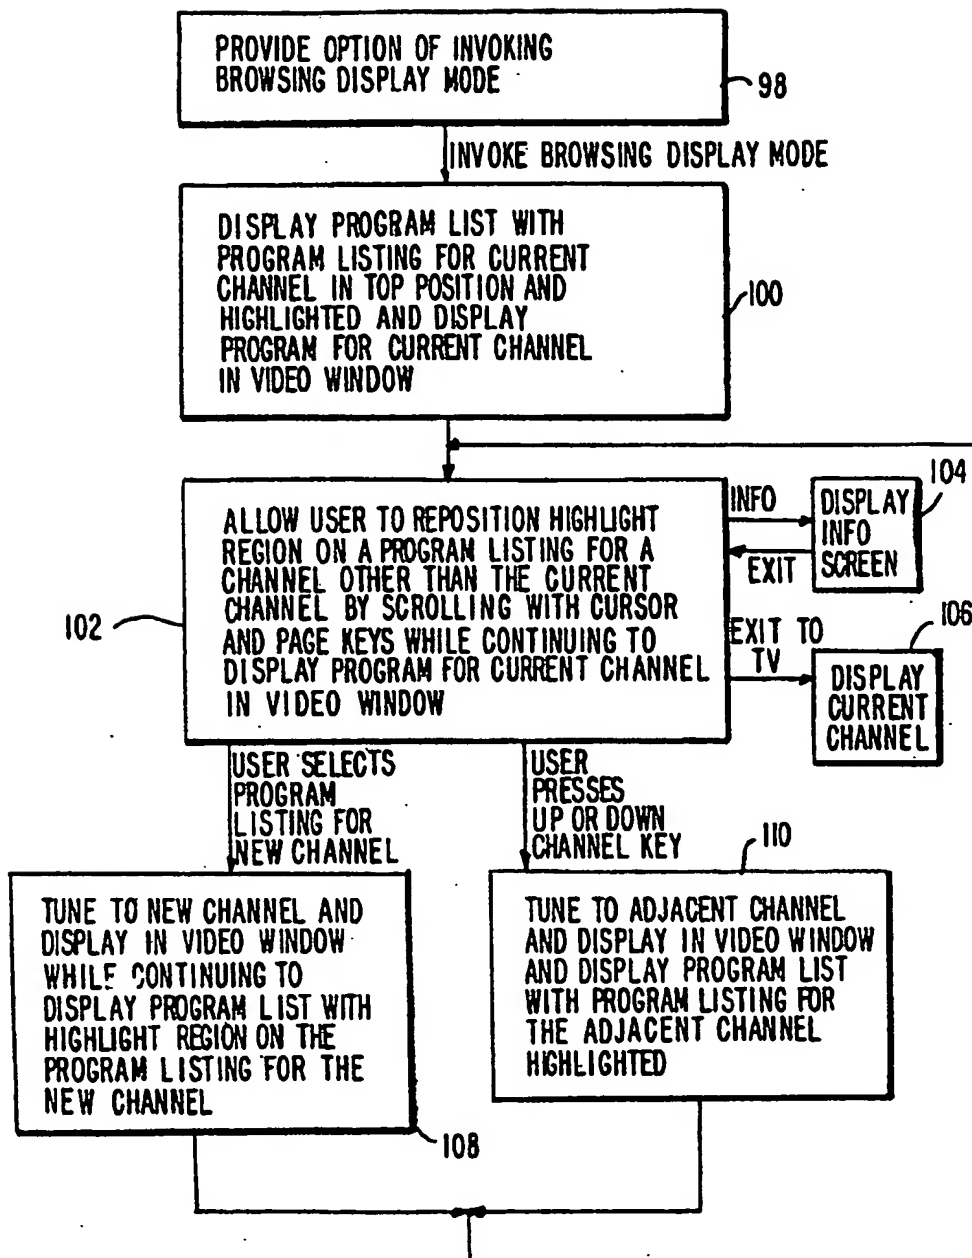 PROVIDE OPTION OF INVOKING
BROWSING DISPLAY MODE
98
INVOKE BROWSING DISPLAY MODE
DISPLAY PROGRAM LIST WITH
PROGRAM LISTING FOR CURRENT
CHANNEL IN TOP POSITION AND
HIGHLIGHTED AND DISPLAY
PROGRAM FOR CURRENT CHANNEL
IN VIDEO WINDOW
100
ALLOW USER TO REPOSITION HIGHLIGHT
REGION ON A PROGRAM LISTING FOR A
CHANNEL OTHER THAN THE CURRENT
CHANNEL BY SCROLLING WITH CURSOR
AND PAGE KEYS WHILE CONTINUING TO
DISPLAY PROGRAM FOR CURRENT CHANNEL
IN VIDEO WINDOW
102
INFO
EXIT
DISPLAY
INFO
SCREEN
104
EXIT TO
TV
DISPLAY
CURRENT
CHANNEL
106
USER SELECTS
PROGRAM
LISTING FOR
NEW CHANNEL
USER
PRESSES
UP OR DOWN
CHANNEL KEY
TUNE TO NEW CHANNEL AND
DISPLAY IN VIDEO WINDOW
WHILE CONTINUING TO
DISPLAY PROGRAM LIST WITH
HIGHLIGHT REGION ON THE
PROGRAM LISTING FOR THE
NEW CHANNEL
108
TUNE TO ADJACENT CHANNEL
AND DISPLAY IN VIDEO WINDOW
AND DISPLAY PROGRAM LIST
WITH PROGRAM LISTING FOR
THE ADJACENT CHANNEL
HIGHLIGHTED
110